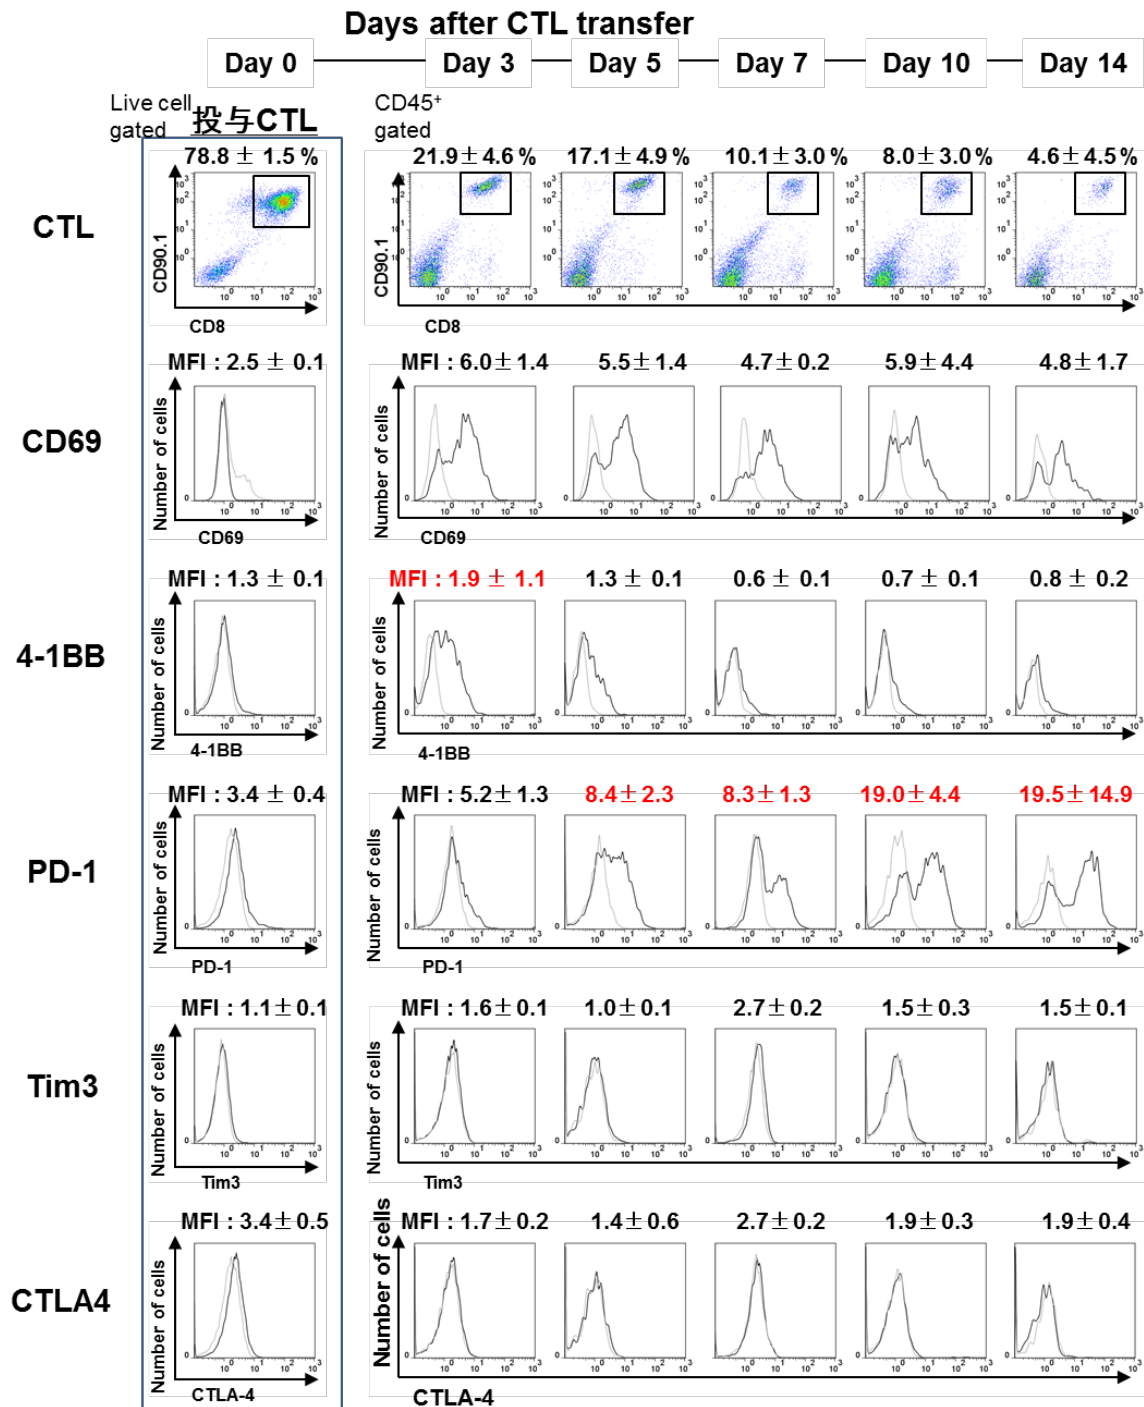 Days after CTL transfer
Day 0 Day 3 Day 5 Day 7 Day 10 Day 14
Live cell gated 投与CTL CD45⁺ gated
78.8 ± 1.5 % 21.9 ± 4.6 % 17.1 ± 4.9 % 10.1 ± 3.0 % 8.0 ± 3.0 % 4.6 ± 4.5 %
CTL
CD90.1 CD90.1
CD8 CD8
MFI : 2.5 ± 0.1 MFI : 6.0 ± 1.4 5.5 ± 1.4 4.7 ± 0.2 5.9 ± 4.4 4.8 ± 1.7
CD69
Number of cells Number of cells
CD69 CD69
MFI : 1.3 ± 0.1 MFI : 1.9 ± 1.1 1.3 ± 0.1 0.6 ± 0.1 0.7 ± 0.1 0.8 ± 0.2
4-1BB
Number of cells Number of cells
4-1BB 4-1BB
MFI : 3.4 ± 0.4 MFI : 5.2 ± 1.3 8.4 ± 2.3 8.3 ± 1.3 19.0 ± 4.4 19.5 ± 14.9
PD-1
Number of cells Number of cells
PD-1 PD-1
MFI : 1.1 ± 0.1 MFI : 1.6 ± 0.1 1.0 ± 0.1 2.7 ± 0.2 1.5 ± 0.3 1.5 ± 0.1
Tim3
Number of cells Number of cells
Tim3 Tim3
MFI : 3.4 ± 0.5 MFI : 1.7 ± 0.2 1.4 ± 0.6 2.7 ± 0.2 1.9 ± 0.3 1.9 ± 0.4
CTLA4
Number of cells Number of cells
CTLA-4 CTLA-4